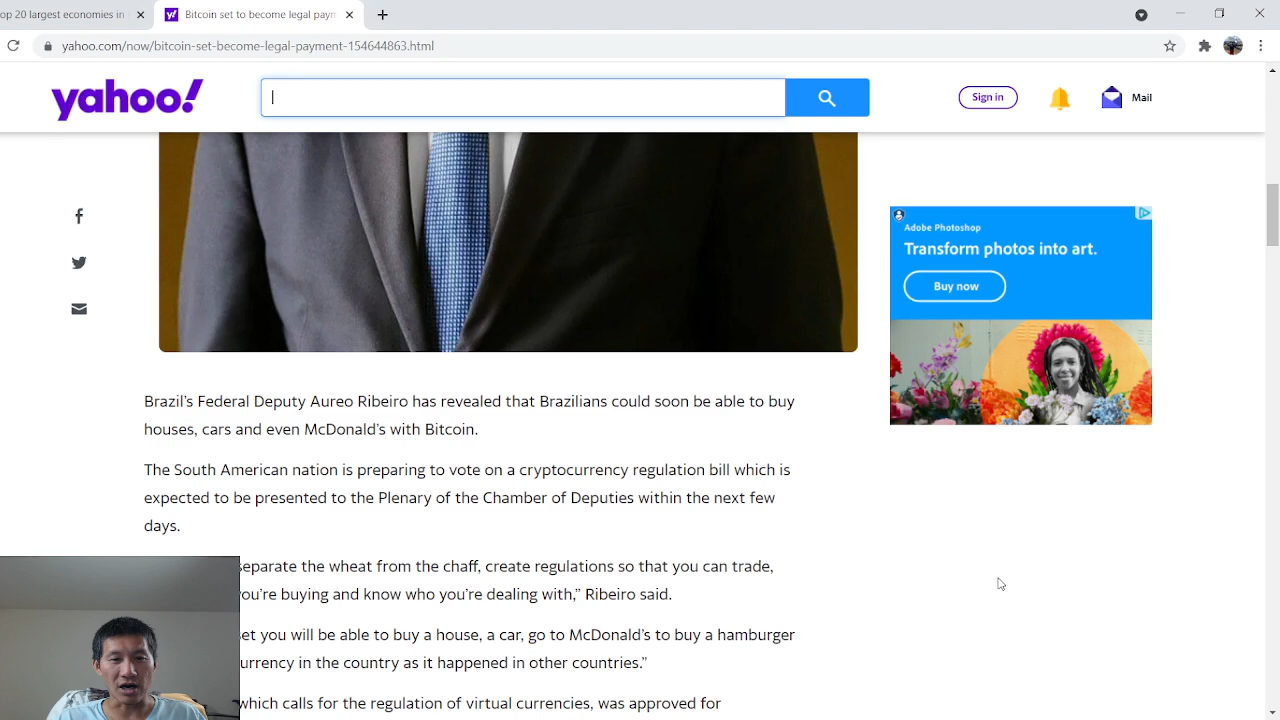 op 20 largest economies in
Bitcoin set to become legal payn
yahoo.com/now/bitcoin-set-become-legal-payment-154644863.html
yahoo!
Sign in
Mail
Adobe Photoshop
Transform photos into art.
Buy now
Brazil's Federal Deputy Aureo Ribeiro has revealed that Brazilians could soon be able to buy
houses, cars and even McDonald's with Bitcoin.
The South American nation is preparing to vote on a cryptocurrency regulation bill which is
expected to be presented to the Plenary of the Chamber of Deputies within the next few
days.
separate the wheat from the chaff, create regulations so that you can trade,
you're buying and know who you're dealing with,” Ribeiro said.
set you will be able to buy a house, a car, go to McDonald's to buy a hamburger
urrency in the country as it happened in other countries.”
which calls for the regulation of virtual currencies, was approved for